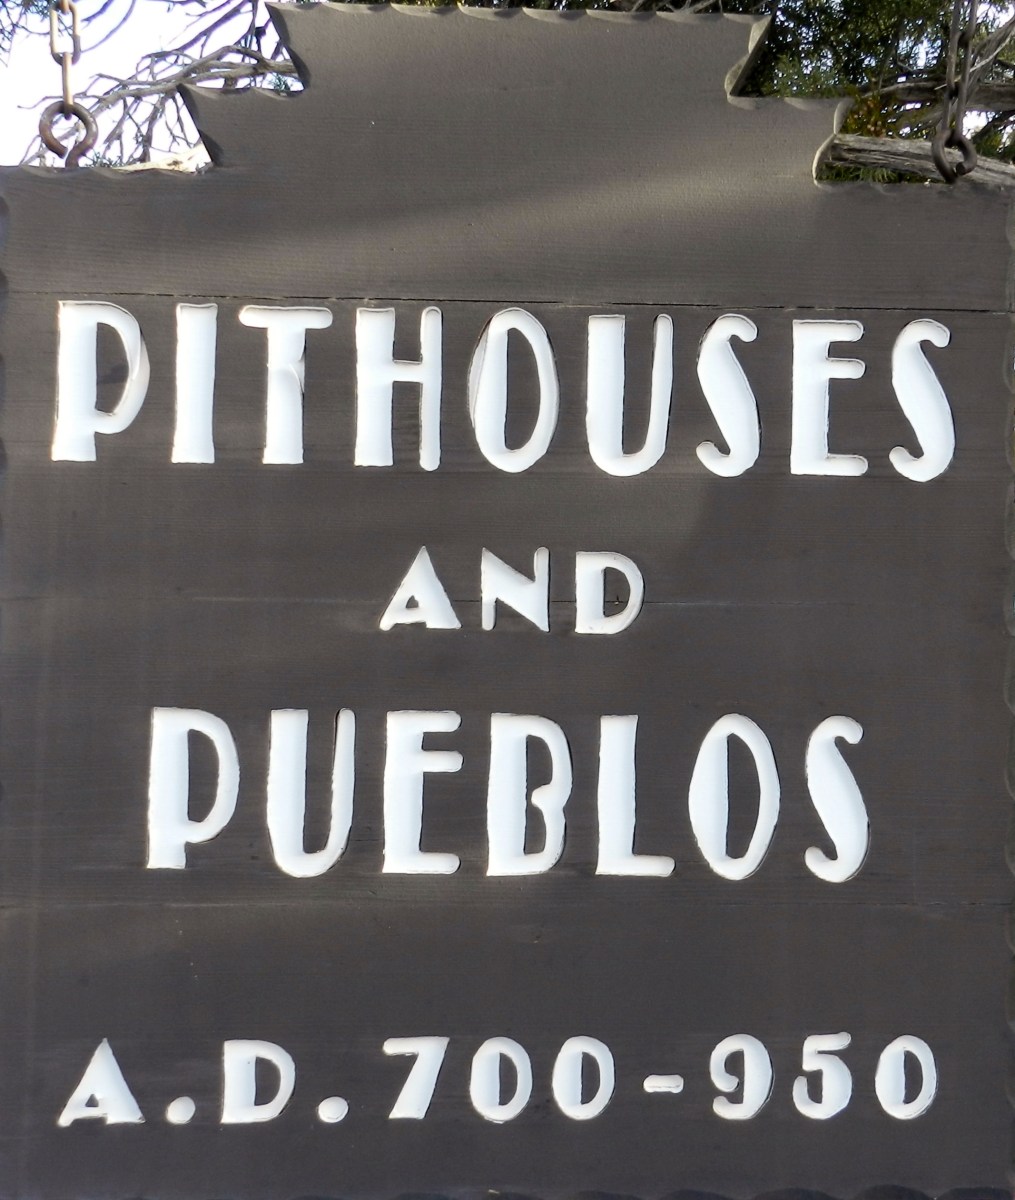 PITHOUSES
AND
PUEBLOS
A.D. 700-950